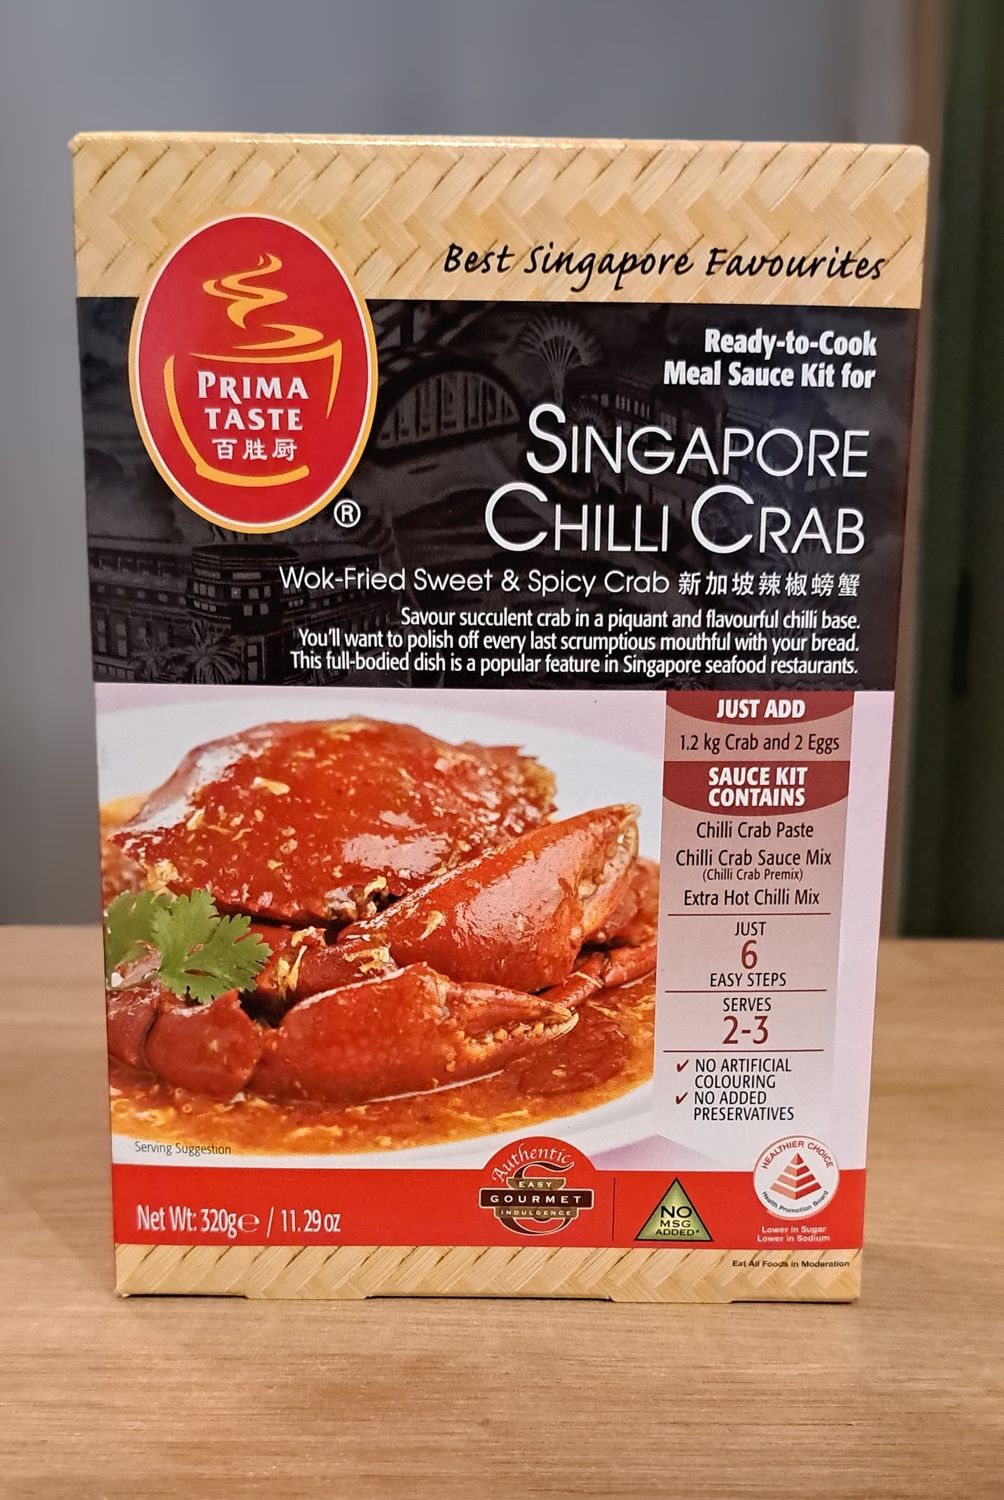 Best Singapore Favourites
PRIMA
TASTE
百胜厨
®
Ready-to-Cook
Meal Sauce Kit for
SINGAPORE
CHILLI CRAB
Wok-Fried Sweet & Spicy Crab 新加坡辣椒螃蟹
Savour succulent crab in a piquant and flavourful chilli base.
You'll want to polish off every last scrumptious mouthful with your bread.
This full-bodied dish is a popular feature in Singapore seafood restaurants.
JUST ADD
1.2 kg Crab and 2 Eggs
SAUCE KIT
CONTAINS
Chilli Crab Paste
Chilli Crab Sauce Mix
(Chilli Crab Premix)
Extra Hot Chilli Mix
JUST
6
EASY STEPS
SERVES
2-3
✓ NO ARTIFICIAL
COLOURING
✓ NO ADDED
PRESERVATIVES
Serving Suggestion
Net Wt: 320g℮ / 11.29 oz
Authentic
EASY
GOURMET
INDULGENCE
NO
MSG
ADDED*
HEALTHIER CHOICE
Health Promotion Board
Lower in Sugar
Lower in Sodium
Eat All Foods in Moderation